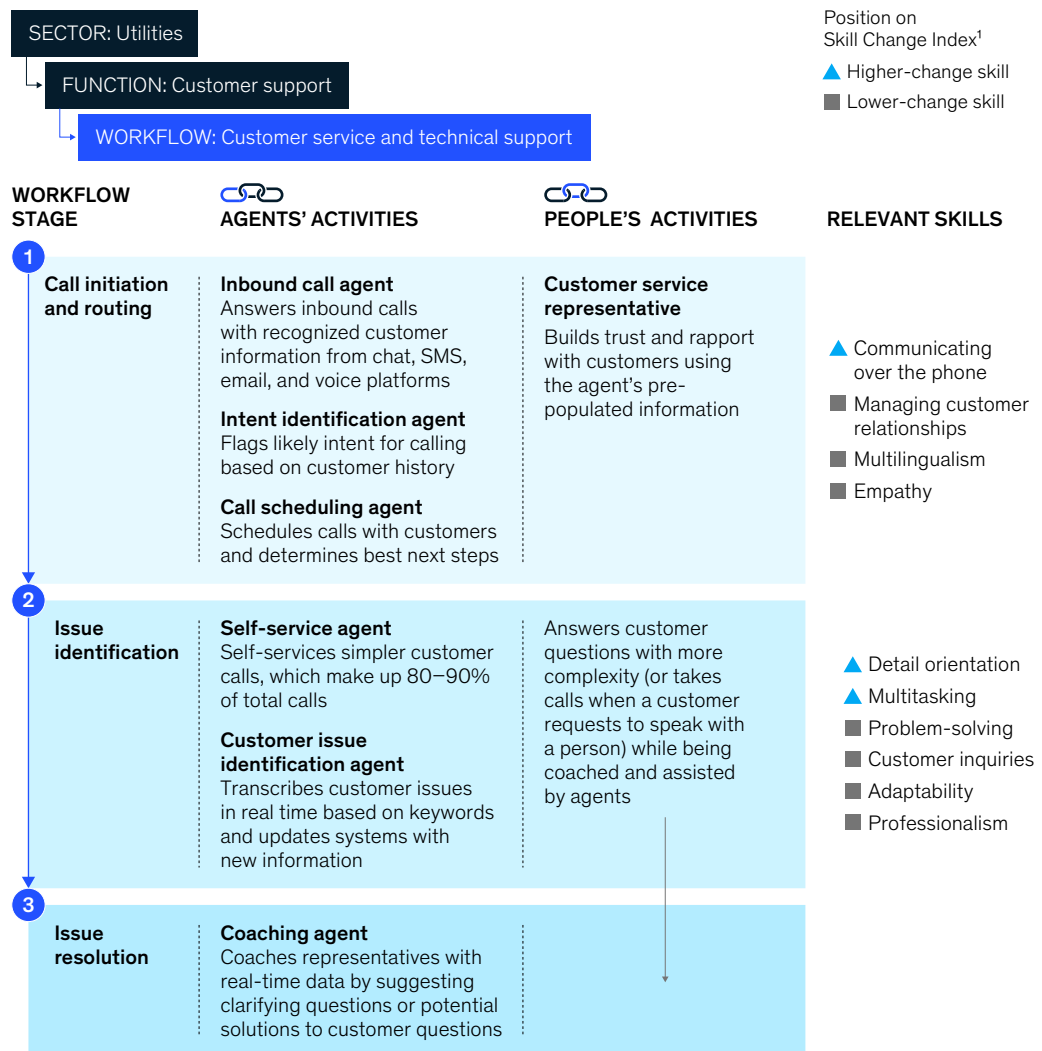 SECTOR: Utilities
FUNCTION: Customer support
WORKFLOW: Customer service and technical support
Position on
Skill Change Index¹
Higher-change skill
Lower-change skill
WORKFLOW
STAGE
AGENTS' ACTIVITIES
PEOPLE'S ACTIVITIES
RELEVANT SKILLS
1
Call initiation
and routing
Inbound call agent
Answers inbound calls
with recognized customer
information from chat, SMS,
email, and voice platforms
Intent identification agent
Flags likely intent for calling
based on customer history
Call scheduling agent
Schedules calls with customers
and determines best next steps
Customer service
representative
Builds trust and rapport
with customers using
the agent's pre-
populated information
Communicating
over the phone
Managing customer
relationships
Multilingualism
Empathy
2
Issue
identification
Self-service agent
Self-services simpler customer
calls, which make up 80–90%
of total calls
Customer issue
identification agent
Transcribes customer issues
in real time based on keywords
and updates systems with
new information
Answers customer
questions with more
complexity (or takes
calls when a customer
requests to speak with
a person) while being
coached and assisted
by agents
Detail orientation
Multitasking
Problem-solving
Customer inquiries
Adaptability
Professionalism
3
Issue
resolution
Coaching agent
Coaches representatives with
real-time data by suggesting
clarifying questions or potential
solutions to customer questions